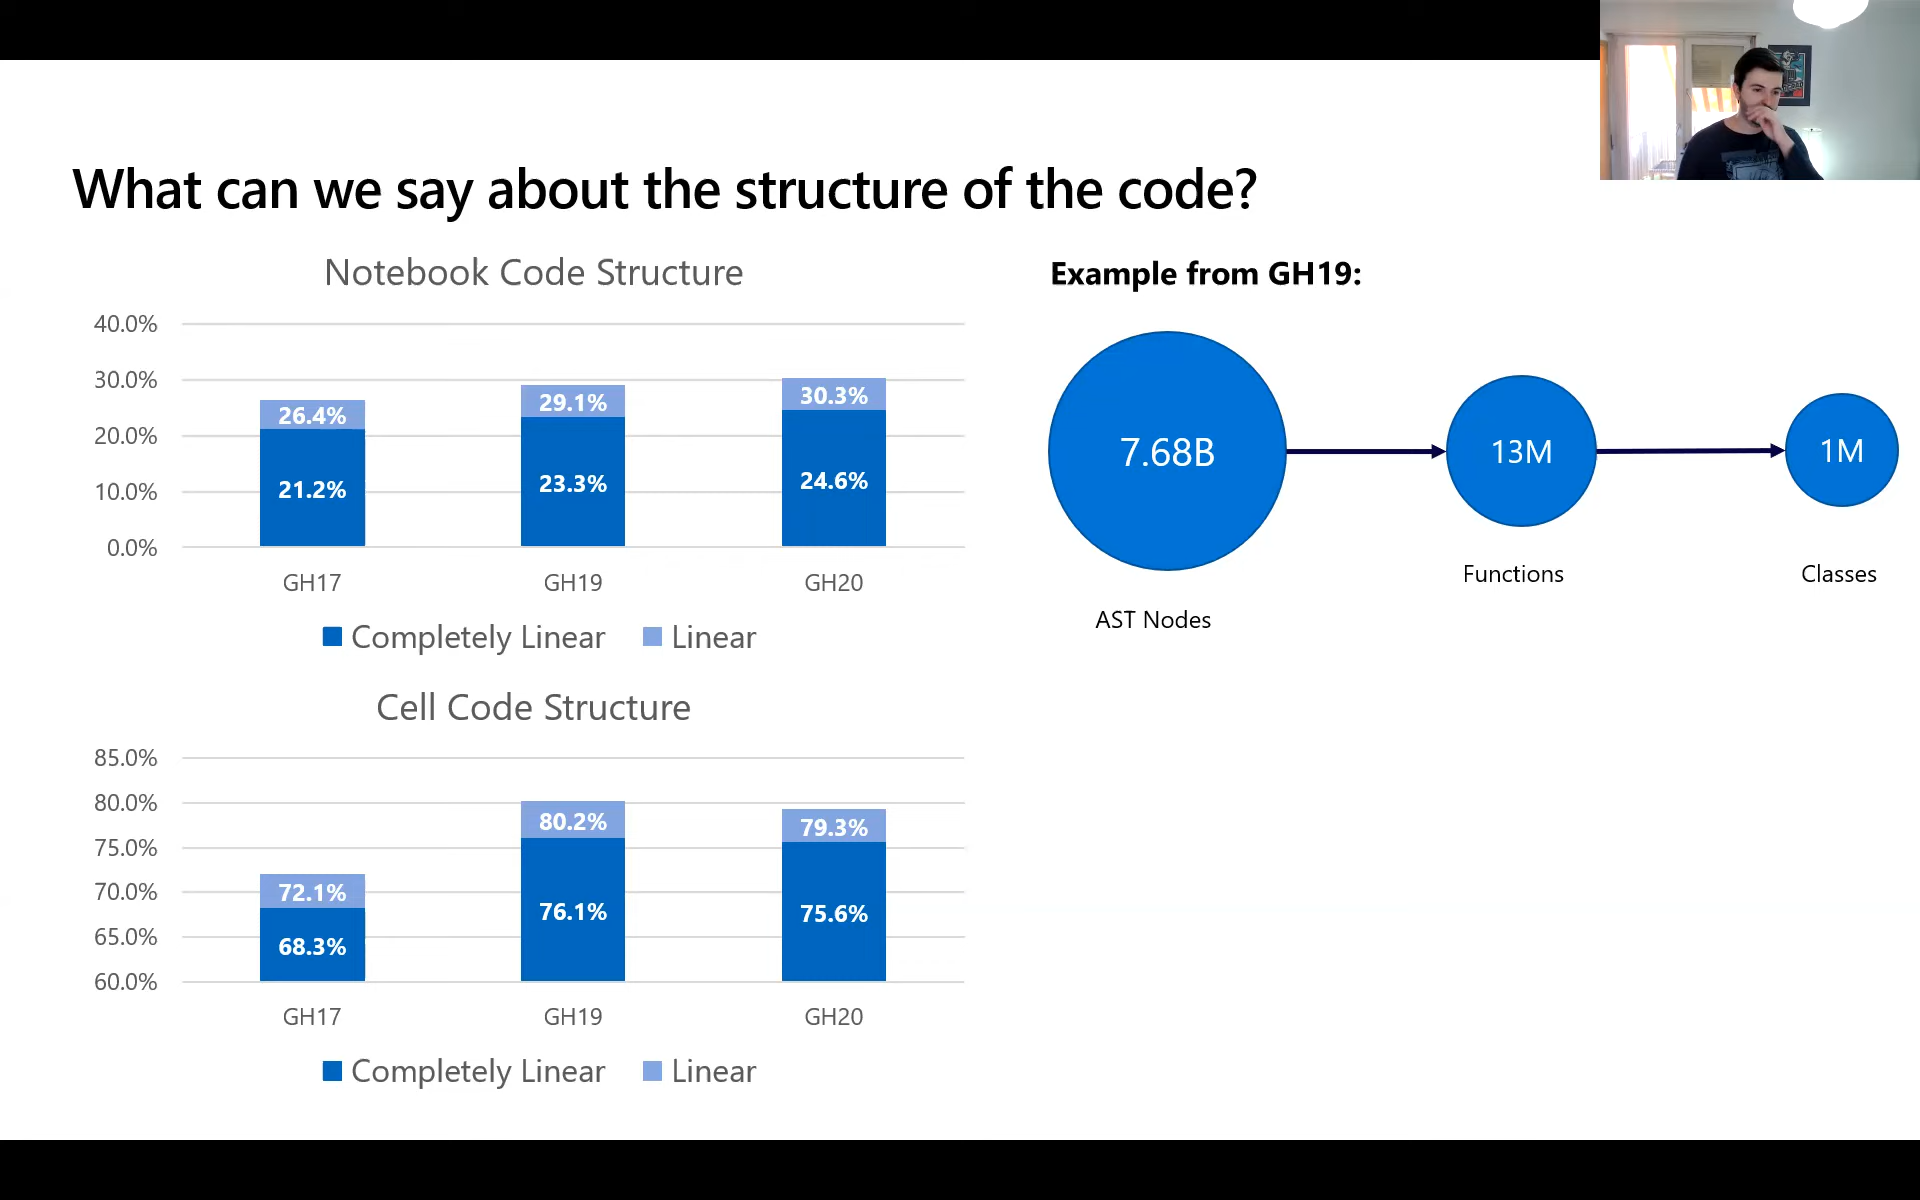 What can we say about the structure of the code?
Notebook Code Structure
40.0%
30.0%
20.0%
10.0%
0.0%
26.4%
29.1%
30.3%
21.2%
23.3%
24.6%
GH17 GH19 GH20
Completely Linear Linear
Cell Code Structure
85.0%
80.0%
75.0%
70.0%
65.0%
60.0%
72.1%
80.2%
79.3%
68.3%
76.1%
75.6%
GH17 GH19 GH20
Completely Linear Linear
Example from GH19:
7.68B
13M
1M
AST Nodes
Functions
Classes